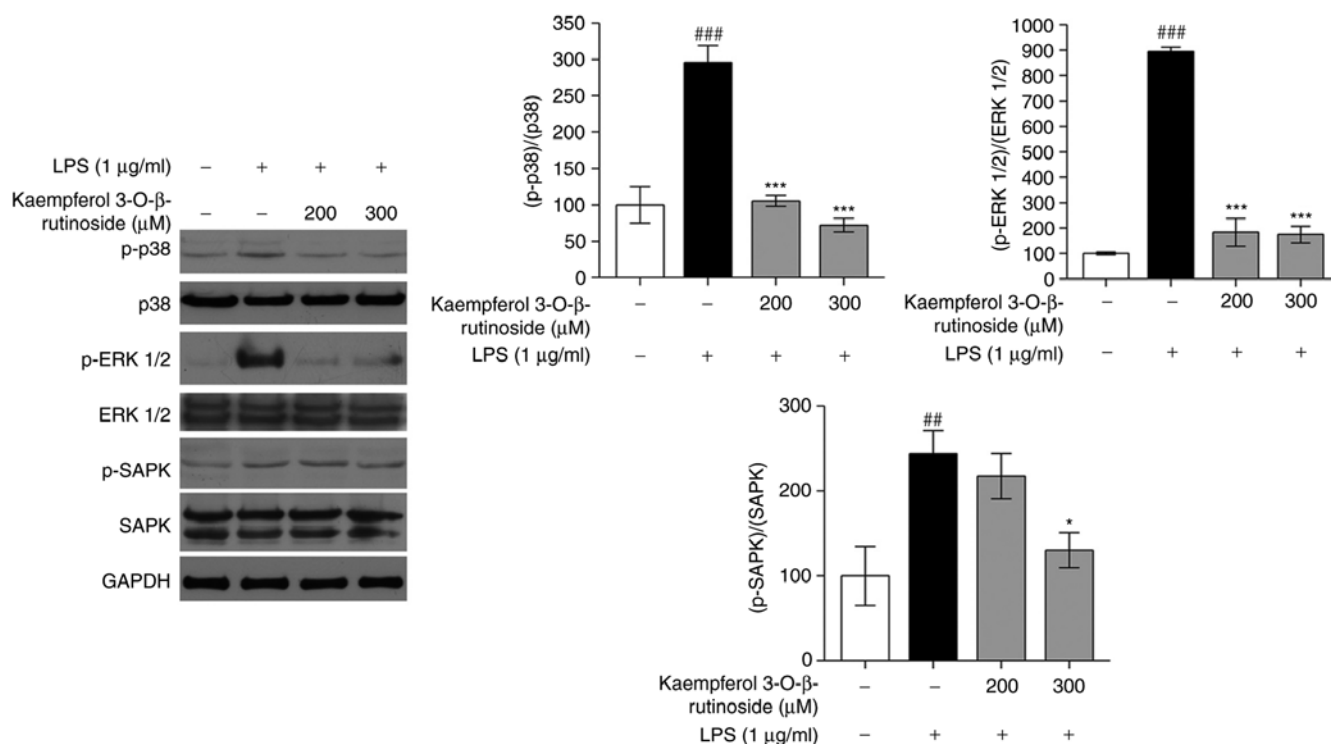 LPS (1 μg/ml) – + + +
Kaempferol 3-O-β-
rutinoside (μM) – – 200 300
p-p38
p38
p-ERK 1/2
ERK 1/2
p-SAPK
SAPK
GAPDH
(p-p38)/(p38)
350
300
250
200
150
100
50
0
###
***
***
Kaempferol 3-O-β-
rutinoside (μM) – – 200 300
LPS (1 μg/ml) – + + +
(p-ERK 1/2)/(ERK 1/2)
1000
900
800
700
600
500
400
300
200
100
0
###
***
***
Kaempferol 3-O-β-
rutinoside (μM) – – 200 300
LPS (1 μg/ml) – + + +
(p-SAPK)/(SAPK)
300
200
100
0
##
*
Kaempferol 3-O-β-
rutinoside (μM) – – 200 300
LPS (1 μg/ml) – + + +